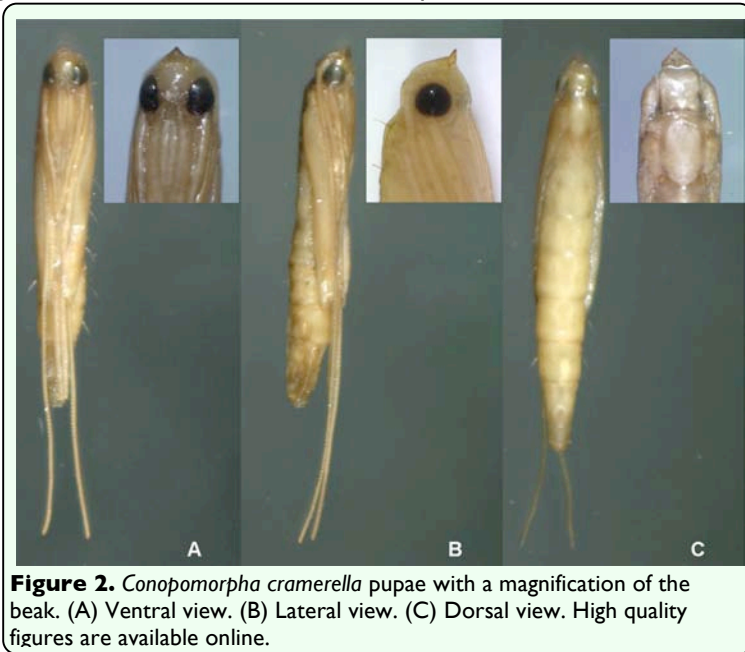 A
B
C
Figure 2. Conopomorpha cramerella pupae with a magnification of the
beak. (A) Ventral view. (B) Lateral view. (C) Dorsal view. High quality
figures are available online.